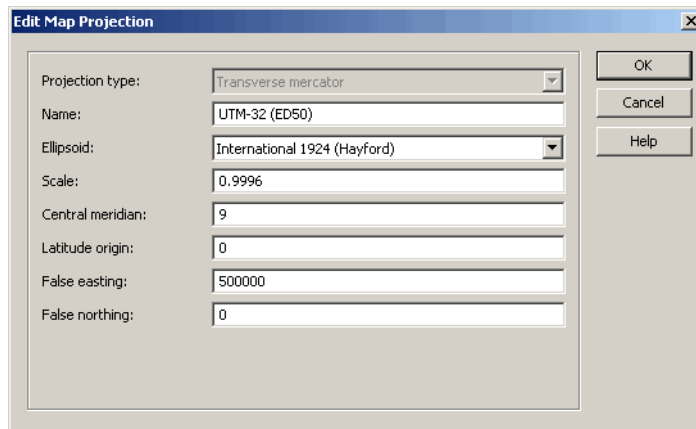 Edit Map Projection
Projection type: Transverse mercator
Name: UTM-32 (ED50)
Ellipsoid: International 1924 (Hayford)
Scale: 0.9996
Central meridian: 9
Latitude origin: 0
False easting: 500000
False northing: 0
OK
Cancel
Help